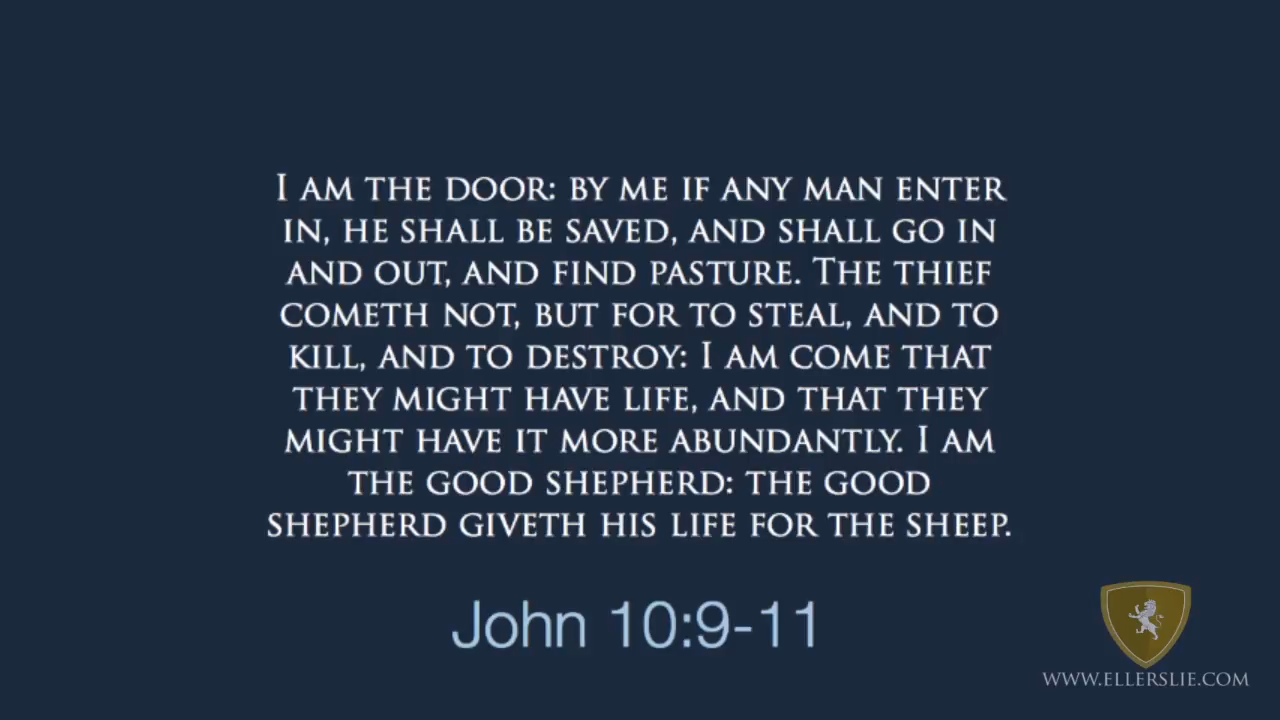 I AM THE DOOR: BY ME IF ANY MAN ENTER
IN, HE SHALL BE SAVED, AND SHALL GO IN
AND OUT, AND FIND PASTURE. THE THIEF
COMETH NOT, BUT FOR TO STEAL, AND TO
KILL, AND TO DESTROY: I AM COME THAT
THEY MIGHT HAVE LIFE, AND THAT THEY
MIGHT HAVE IT MORE ABUNDANTLY. I AM
THE GOOD SHEPHERD: THE GOOD
SHEPHERD GIVETH HIS LIFE FOR THE SHEEP.
John 10:9-11
WWW.ELLERSLIE.COM